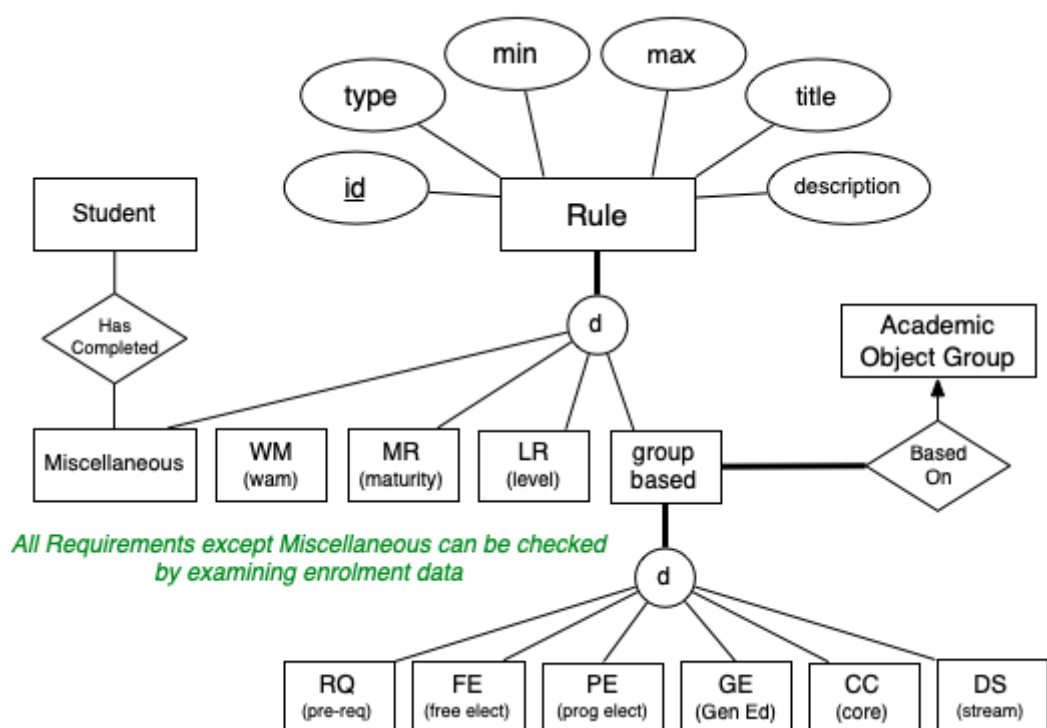 min
max
type
title
id
description
Student
Rule
Has
Completed
d
Academic
Object Group
Miscellaneous
WM
(wam)
MR
(maturity)
LR
(level)
group
based
Based
On
All Requirements except Miscellaneous can be checked
by examining enrolment data
d
RQ
(pre-req)
FE
(free elect)
PE
(prog elect)
GE
(Gen Ed)
CC
(core)
DS
(stream)